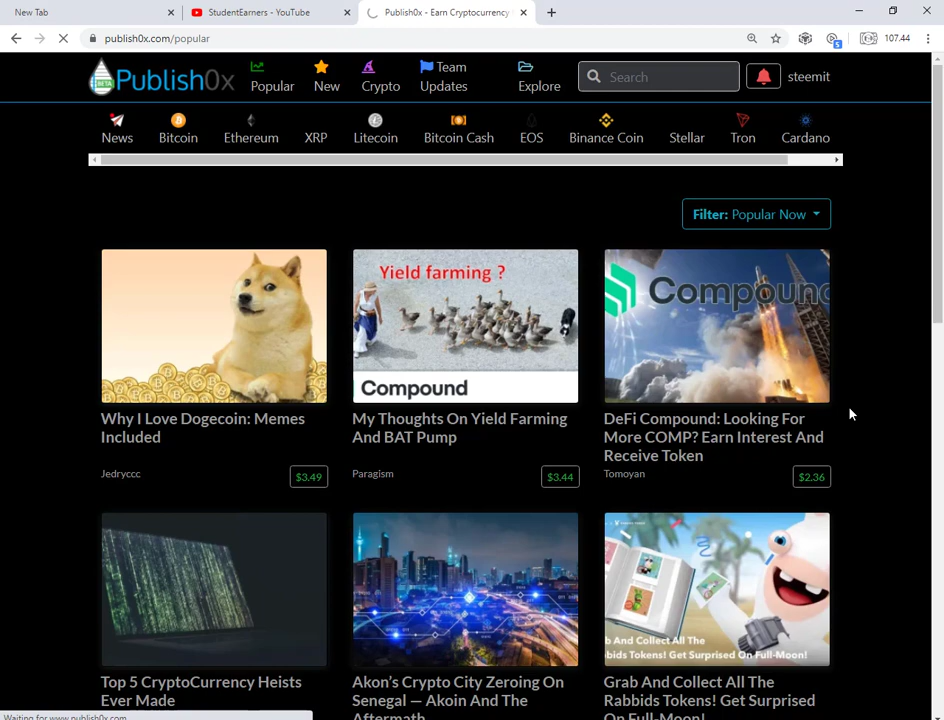 New Tab
StudentEarners - YouTube
Publish0x - Earn Cryptocurrency
publish0x.com/popular
5
107.44
Publish0x
BETA
Popular
New
Crypto
Team Updates
Explore
Search
steemit
News
Bitcoin
Ethereum
XRP
Litecoin
Bitcoin Cash
EOS
Binance Coin
Stellar
Tron
Cardano
Filter: Popular Now
Yield farming ?
Compound
Compound
Why I Love Dogecoin: Memes
Included
My Thoughts On Yield Farming
And BAT Pump
DeFi Compound: Looking For
More COMP? Earn Interest And
Receive Token
Jedryccc
$3.49
Paragism
$3.44
Tomoyan
$2.36
b And Collect All The
bbids Tokens! Get Surprised On Full-Moon!
Top 5 CryptoCurrency Heists
Ever Made
Akon's Crypto City Zeroing On
Senegal — Akoin And The
Aftermath
Grab And Collect All The
Rabbids Tokens! Get Surprised
On Full-Moon!
Waiting for www.publish0x.com